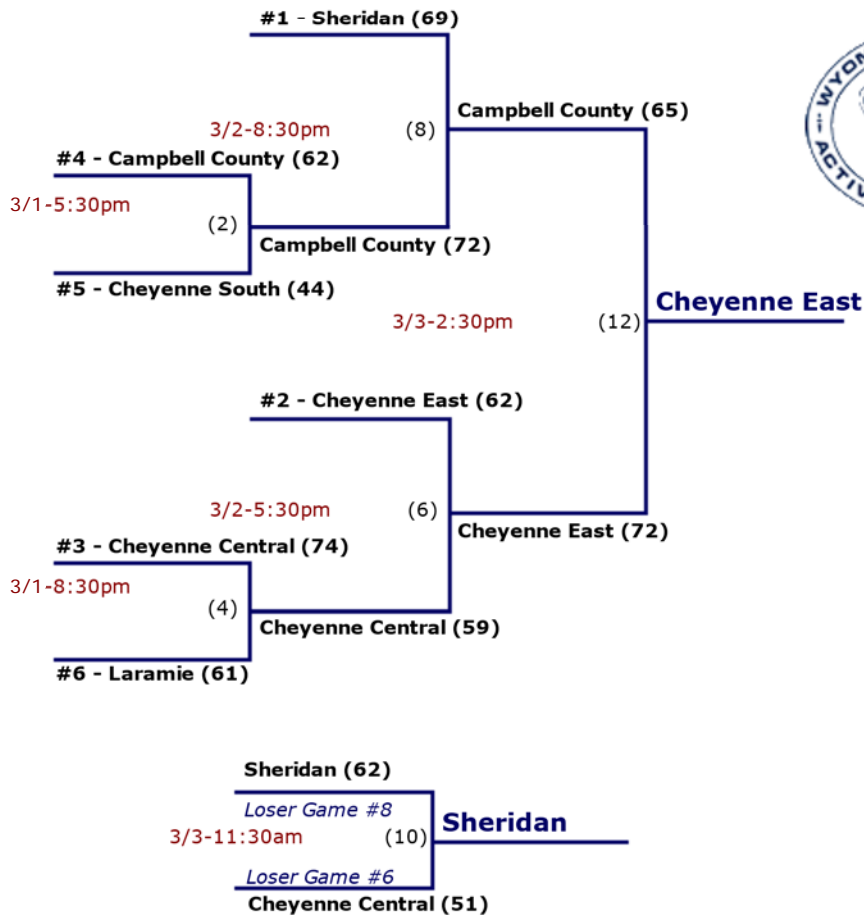 #1 - Sheridan (69)
Campbell County (65)
3/2-8:30pm
(8)
#4 - Campbell County (62)
3/1-5:30pm
(2)
Campbell County (72)
#5 - Cheyenne South (44)
Cheyenne East
3/3-2:30pm
(12)
#2 - Cheyenne East (62)
3/2-5:30pm
(6)
Cheyenne East (72)
#3 - Cheyenne Central (74)
3/1-8:30pm
(4)
Cheyenne Central (59)
#6 - Laramie (61)
Sheridan (62)
Loser Game #8
3/3-11:30am
(10)
Sheridan
Loser Game #6
Cheyenne Central (51)